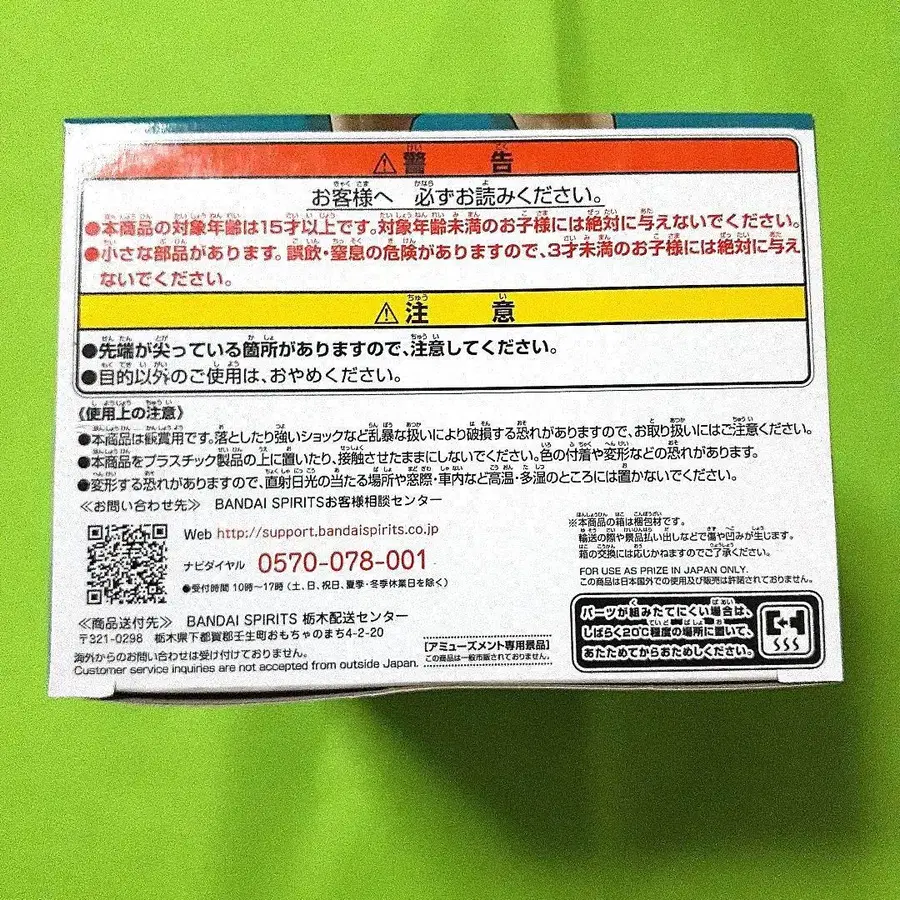 ⚠警告
お客様へ 必ずお読みください。
●本商品の対象年齢は15才以上です。対象年齢未満のお子様には絶対に与えないでください。
●小さな部品があります。誤飲・窒息の危険がありますので、3才未満のお子様には絶対に与え
ないでください。
⚠注意
●先端が尖っている箇所がありますので、注意してください。
●目的以外のご使用は、おやめください。
《使用上の注意》
●本商品は観賞用です。落としたり強いショックなど乱暴な扱いにより破損する恐れがありますので、お取り扱いにはご注意ください。
●本商品をプラスチック製品の上に置いたり、接触させたままにしないでください。色の付着や変形などの恐れがあります。
●変形する恐れがありますので、直射日光の当たる場所や窓際・車内など高温・多湿のところには置かないでください。
≪お問い合わせ先≫ BANDAI SPIRITSお客様相談センター
Web http://support.bandaispirits.co.jp
ナビダイヤル 0570-078-001
●受付時間 10時〜17時(土、日、祝日、夏季・冬季休業日を除く)
≪商品送付先≫ BANDAI SPIRITS 栃木配送センター
〒321-0298 栃木県下都賀郡壬生町おもちゃのまち4-2-20
海外からのお問い合わせは受け付けておりません。
Customer service inquiries are not accepted from outside Japan.
[アミューズメント専用景品]
この商品は一般市販されておりません。
※本商品の箱は梱包材です。
輸送の際や景品払い出しなどで傷や凹みが生じます。
箱の交換には応じかねますのでご了承ください。
FOR USE AS PRIZE IN JAPAN ONLY.
この商品は日本国外での使用及び販売は許諾されておりません。
パーツが組みたてにくい場合は、
しばらく20℃程度の場所に置いて、
あたためてからおためしください。